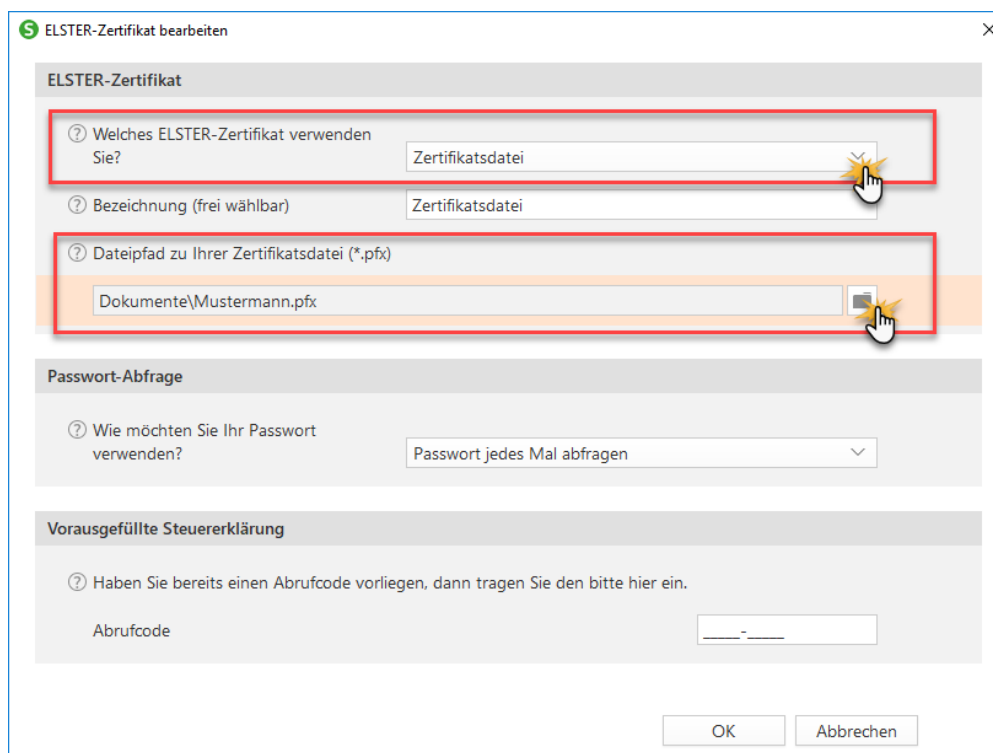 S ELSTER-Zertifikat bearbeiten
ELSTER-Zertifikat
? Welches ELSTER-Zertifikat verwenden
Sie?
Zertifikatsdatei
? Bezeichnung (frei wählbar)
Zertifikatsdatei
? Dateipfad zu Ihrer Zertifikatsdatei (*.pfx)
Dokumente\Mustermann.pfx
Passwort-Abfrage
? Wie möchten Sie Ihr Passwort
verwenden?
Passwort jedes Mal abfragen
Vorausgefüllte Steuererklärung
? Haben Sie bereits einen Abrufcode vorliegen, dann tragen Sie den bitte hier ein.
Abrufcode
____-____
OK
Abbrechen